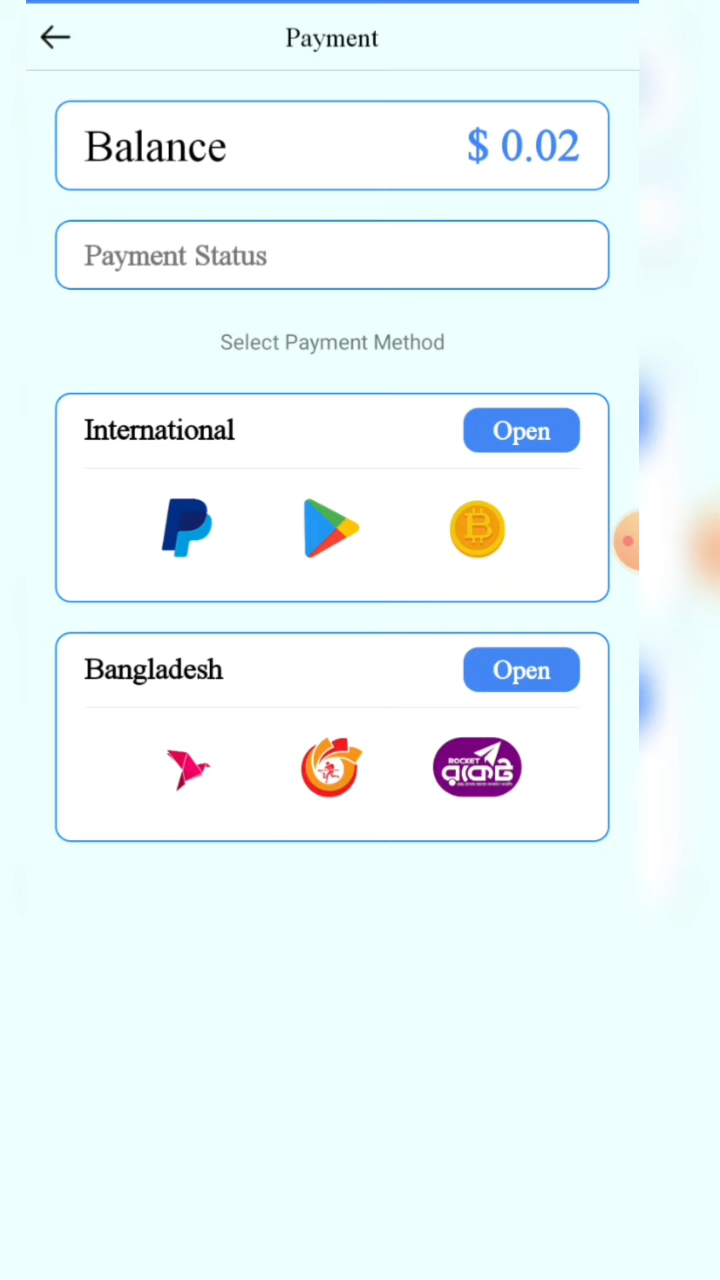 Payment
Balance
$ 0.02
Payment Status
Select Payment Method
International
Open
Bangladesh
Open
ROCKET
রকেট